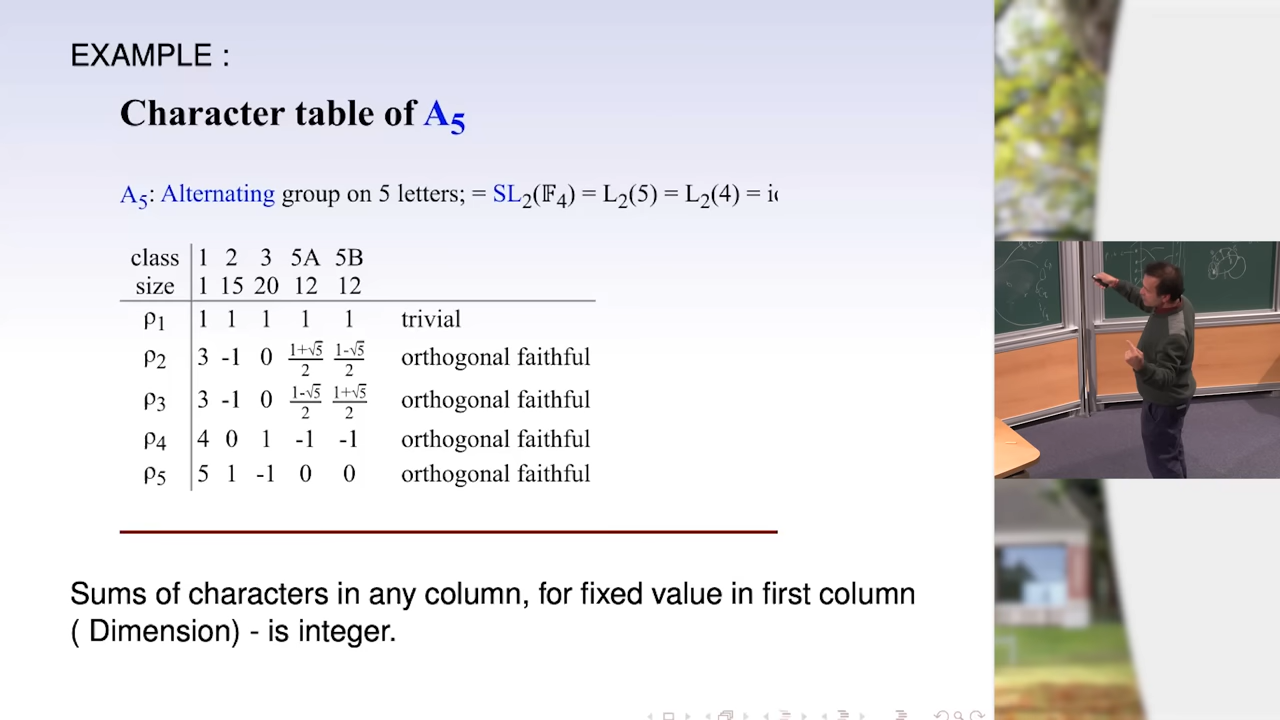 EXAMPLE :
Character table of A₅
A₅: Alternating group on 5 letters; = SL₂(𝔽₄) = L₂(5) = L₂(4) =
class 1 2 3 5A 5B
size 1 15 20 12 12
ρ₁ 1 1 1 1 1 trivial
ρ₂ 3 -1 0 (1+√5)/2 (1-√5)/2 orthogonal faithful
ρ₃ 3 -1 0 (1-√5)/2 (1+√5)/2 orthogonal faithful
ρ₄ 4 0 1 -1 -1 orthogonal faithful
ρ₅ 5 1 -1 0 0 orthogonal faithful
Sums of characters in any column, for fixed value in first column
( Dimension) - is integer.